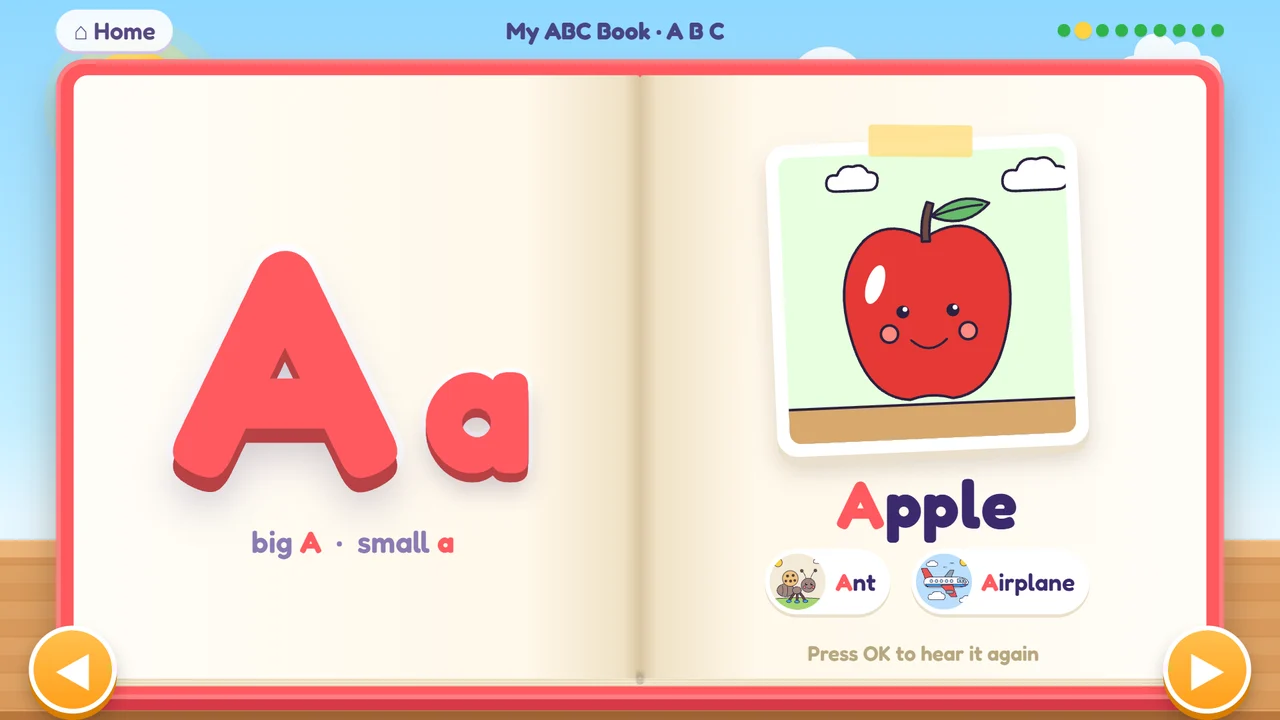 ⌂ Home
My ABC Book · A B C
A a
big A · small a
Apple
Ant
Airplane
Press OK to hear it again